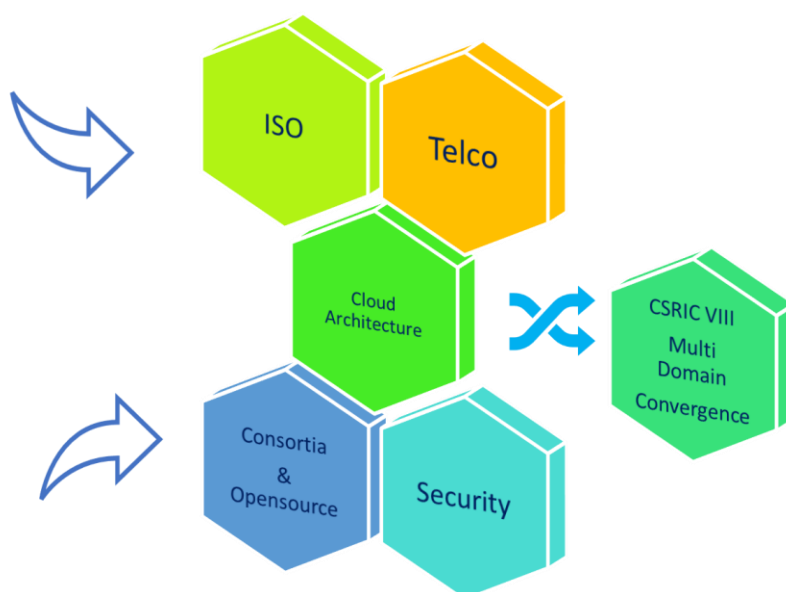 ISO
Telco
Cloud
Architecture
CSRIC VIII
Multi
Domain
Convergence
Consortia
&
Opensource
Security